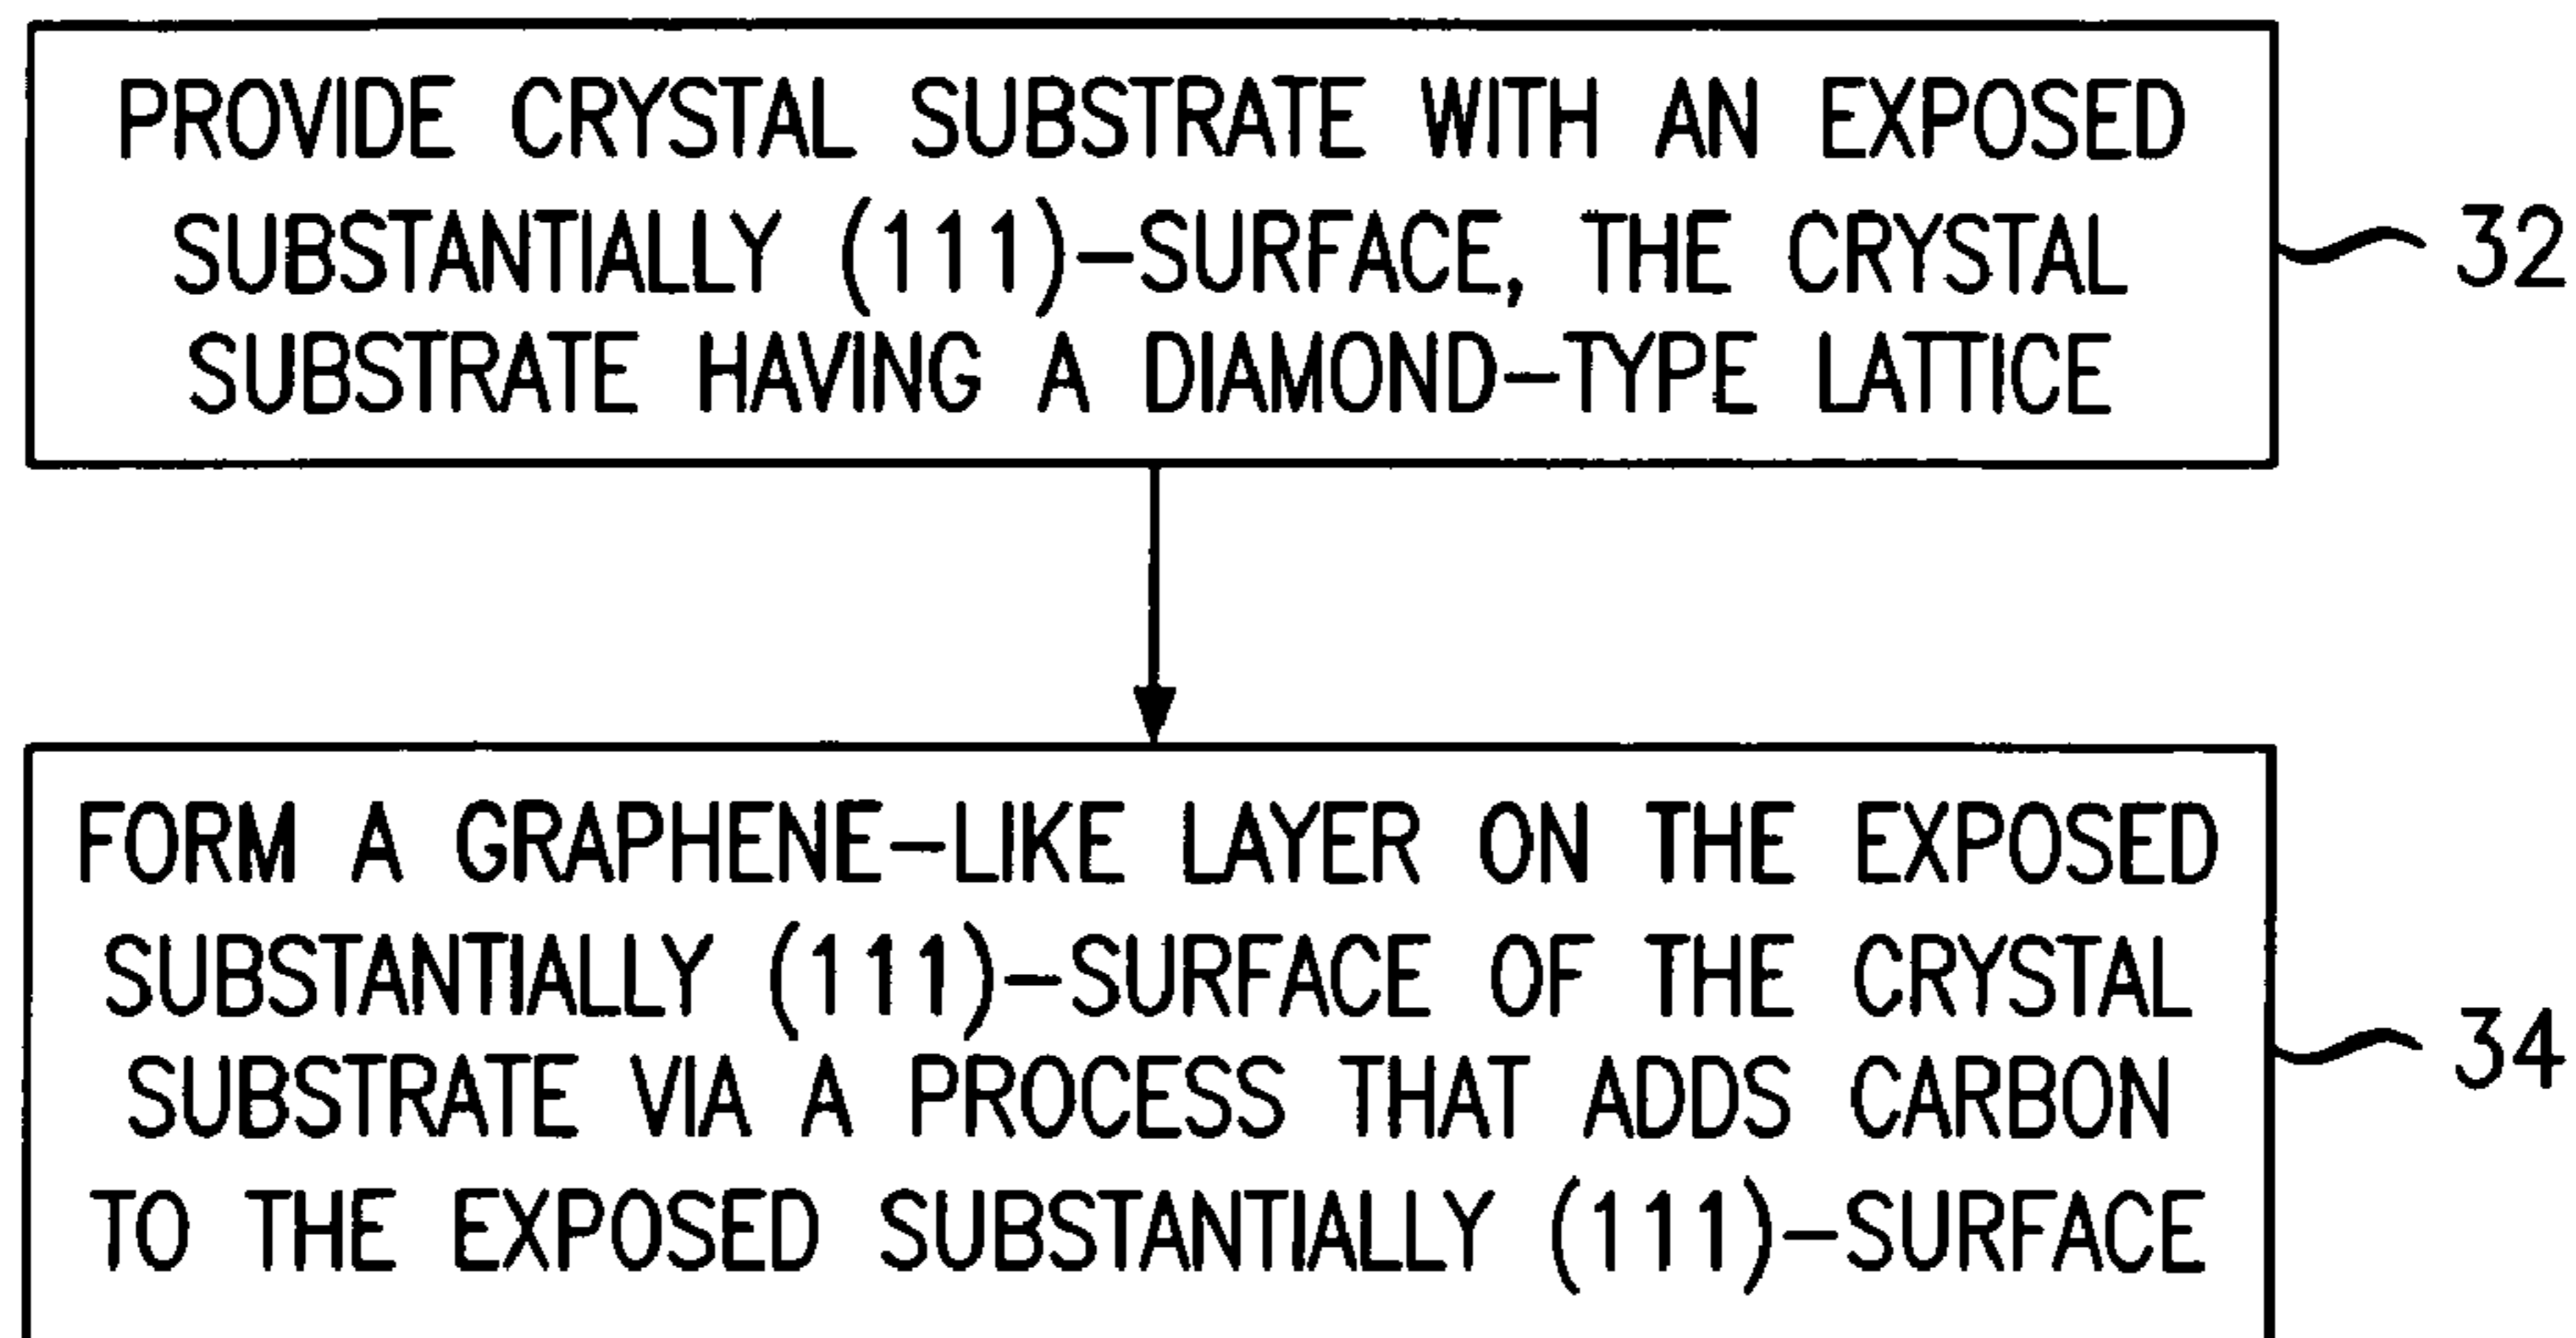 PROVIDE CRYSTAL SUBSTRATE WITH AN EXPOSED
SUBSTANTIALLY (111)-SURFACE, THE CRYSTAL
SUBSTRATE HAVING A DIAMOND-TYPE LATTICE
32
FORM A GRAPHENE-LIKE LAYER ON THE EXPOSED
SUBSTANTIALLY (111)-SURFACE OF THE CRYSTAL
SUBSTRATE VIA A PROCESS THAT ADDS CARBON
TO THE EXPOSED SUBSTANTIALLY (111)-SURFACE
34